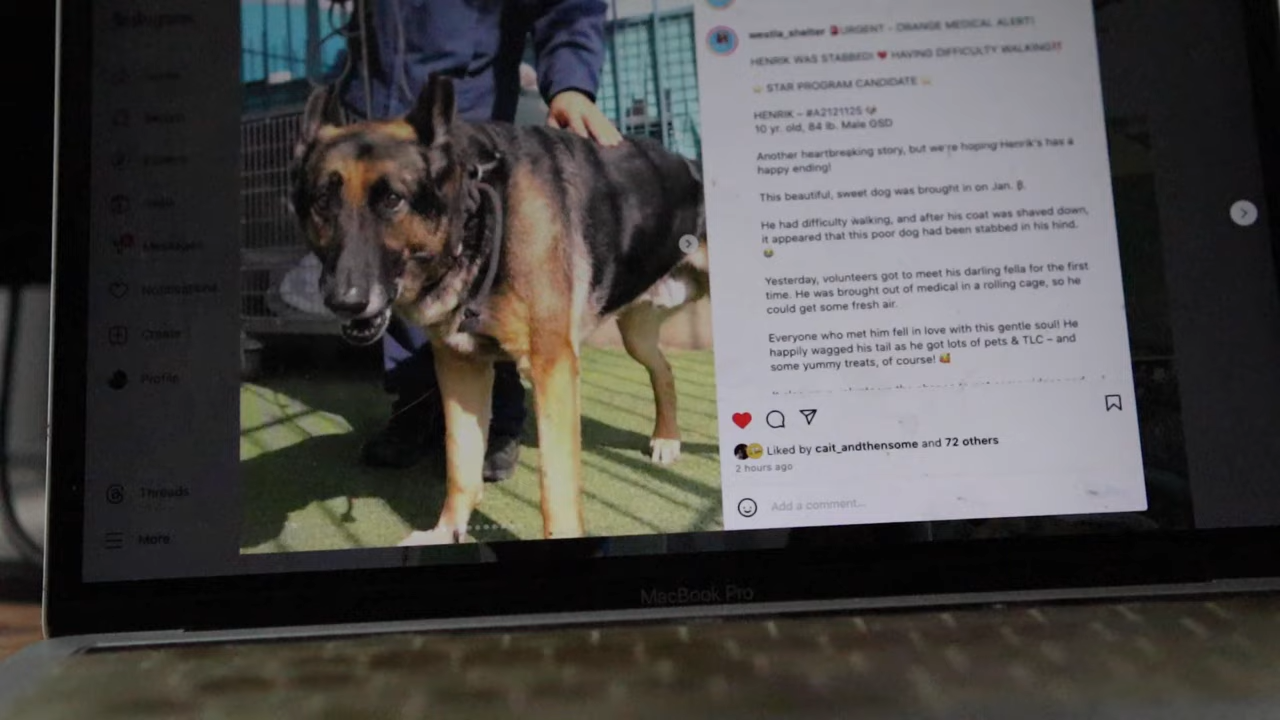 Instagram
Search
Messages
Notifications
Create
Profile
Threads
More
westla_shelter 🚨URGENT - ORANGE MEDICAL ALERT!
HENRIK WAS STABBED! ❤️ HAVING DIFFICULTY WALKING‼️
⭐ STAR PROGRAM CANDIDATE ⭐
HENRIK – #A2121125
10 yr. old, 84 lb. Male GSD
Another heartbreaking story, but we're hoping Henrik's has a
happy ending!
This beautiful, sweet dog was brought in on Jan. 8.
He had difficulty walking, and after his coat was shaved down,
it appeared that this poor dog had been stabbed in his hind.
Yesterday, volunteers got to meet his darling fella for the first
time. He was brought out of medical in a rolling cage, so he
could get some fresh air.
Everyone who met him fell in love with this gentle soul! He
happily wagged his tail as he got lots of pets & TLC – and
some yummy treats, of course! 🥰
Liked by cait_andthensome and 72 others
2 hours ago
Add a comment...
MacBook Pro